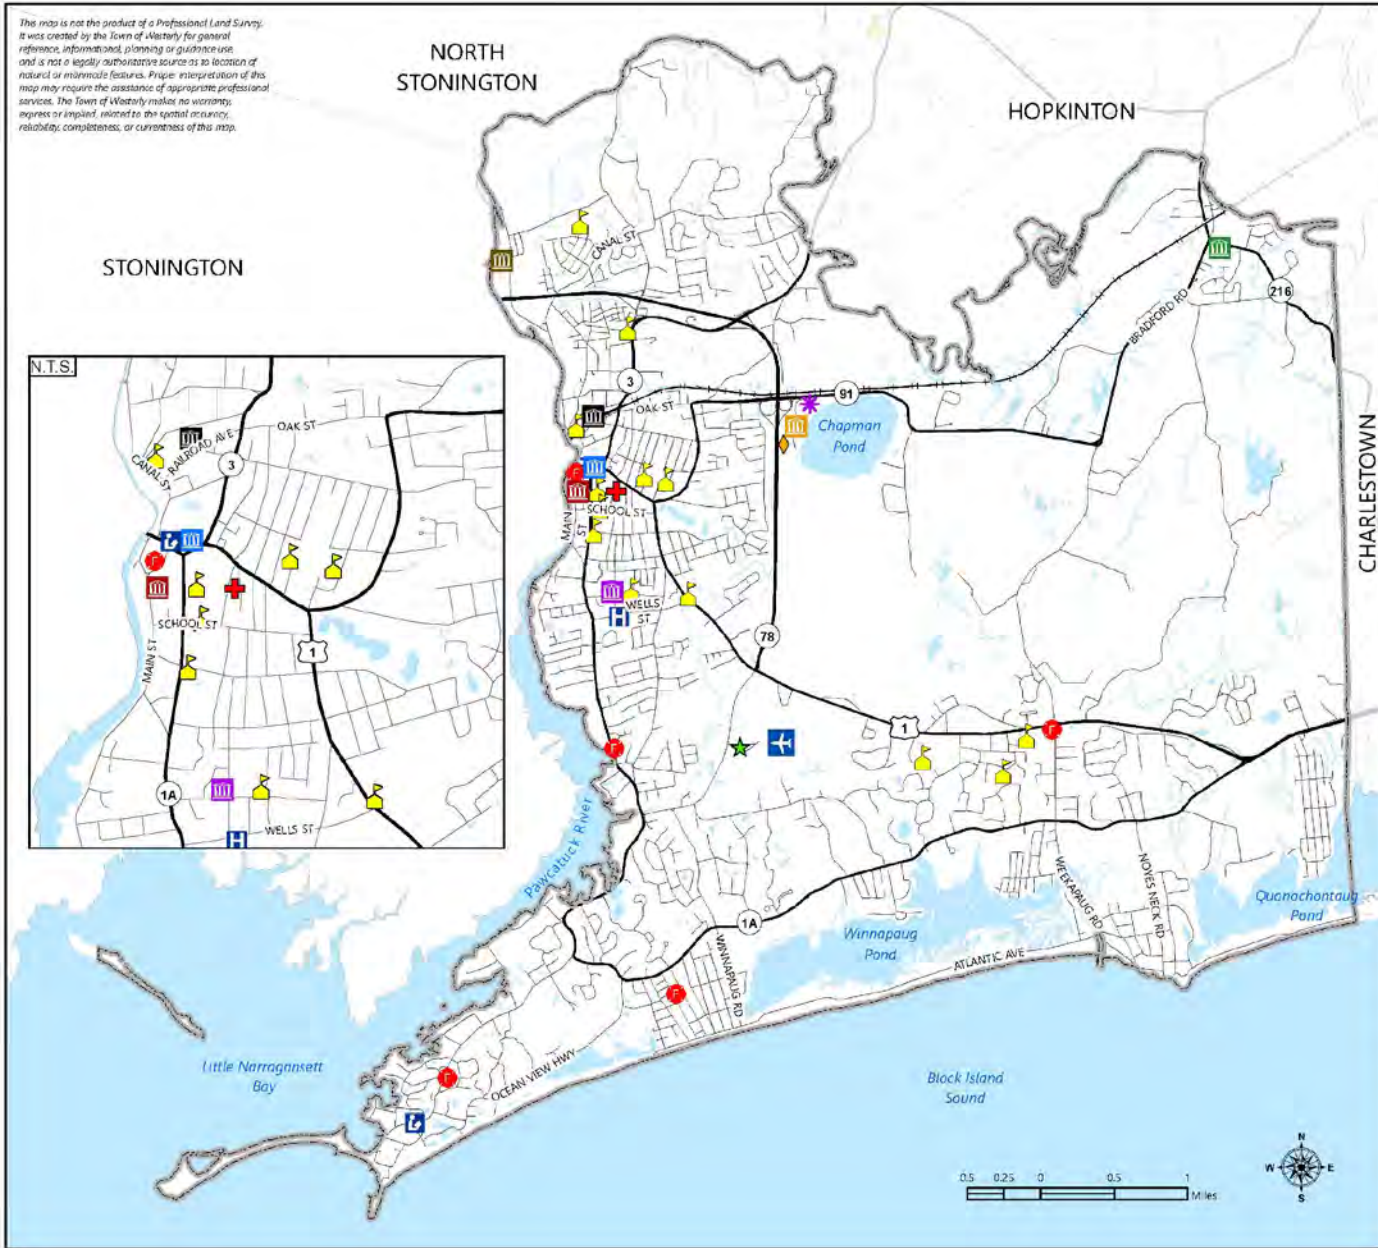 This map is not the product of a Professional Land Survey.
It was created by the Town of Westerly for general
reference, informational, planning or guidance use,
and is not a legally authoritative source as to location of
natural or manmade features. Proper interpretation of this
map may require the assistance of appropriate professional
services. The Town of Westerly makes no warranty,
express or implied, related to the spatial accuracy,
reliability, completeness, or currentness of this map.
NORTH
STONINGTON
HOPKINTON
STONINGTON
CANAL ST
BRADFORD RD
216
N.T.S.
3
91
OAK ST
Chapman
Pond
CHARLESTOWN
OAK ST
RAILROAD AVE
CANAL ST
3
F
SCHOOL ST
MAIN
ST
SCHOOL ST
MAIN ST
1
WELLS
ST
H
78
1
1A
WELLS ST
H
Pawcatuck River
WEEKAPAUG RD
NOYES NECK RD
Quonochontaug
Pond
1A
Winnapaug
Pond
WINNAPAUG RD
ATLANTIC AVE
F
Little Narragansett
Bay
OCEAN VIEW HWY
Block Island
Sound
N
W
E
S
0.5 0.25 0 0.5 1
Miles